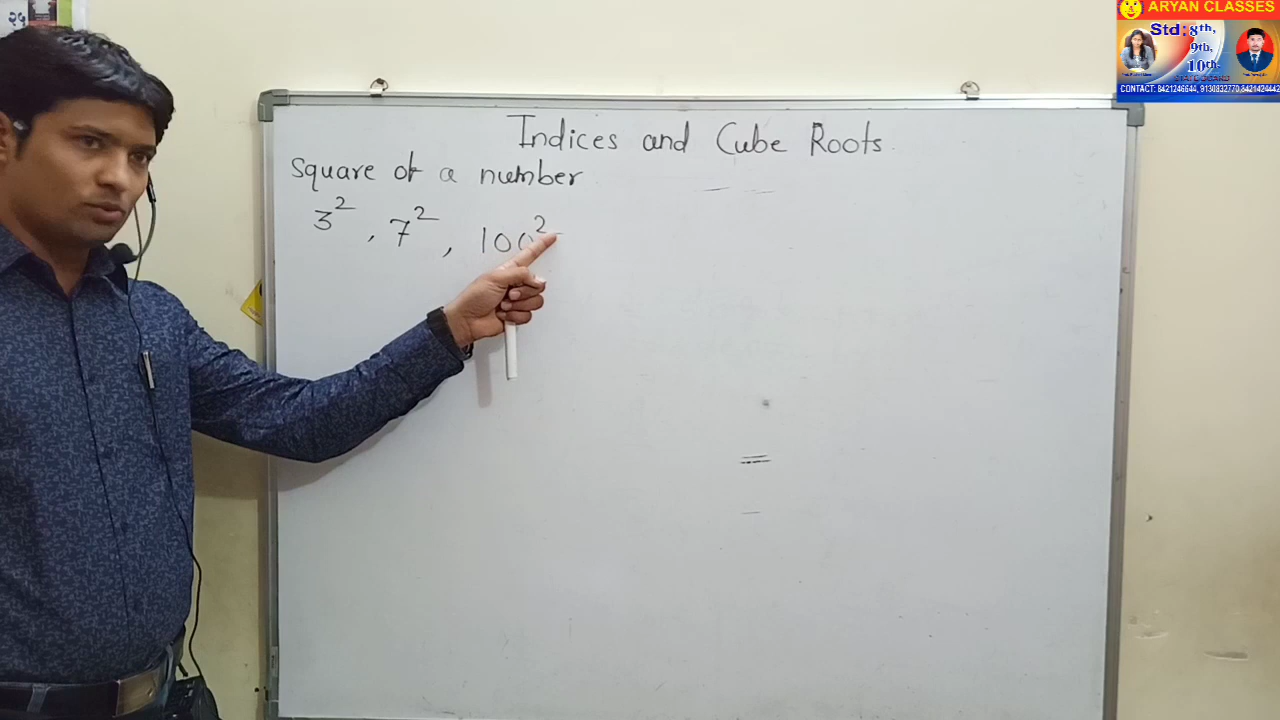 २५
ARYAN CLASSES
Std: 8th,
9th,
10th,
STATE BOARD
CONTACT: 8421246644, 9130832770, 8421424442
Indices and Cube Roots
Square of a number
3², 7², 100²